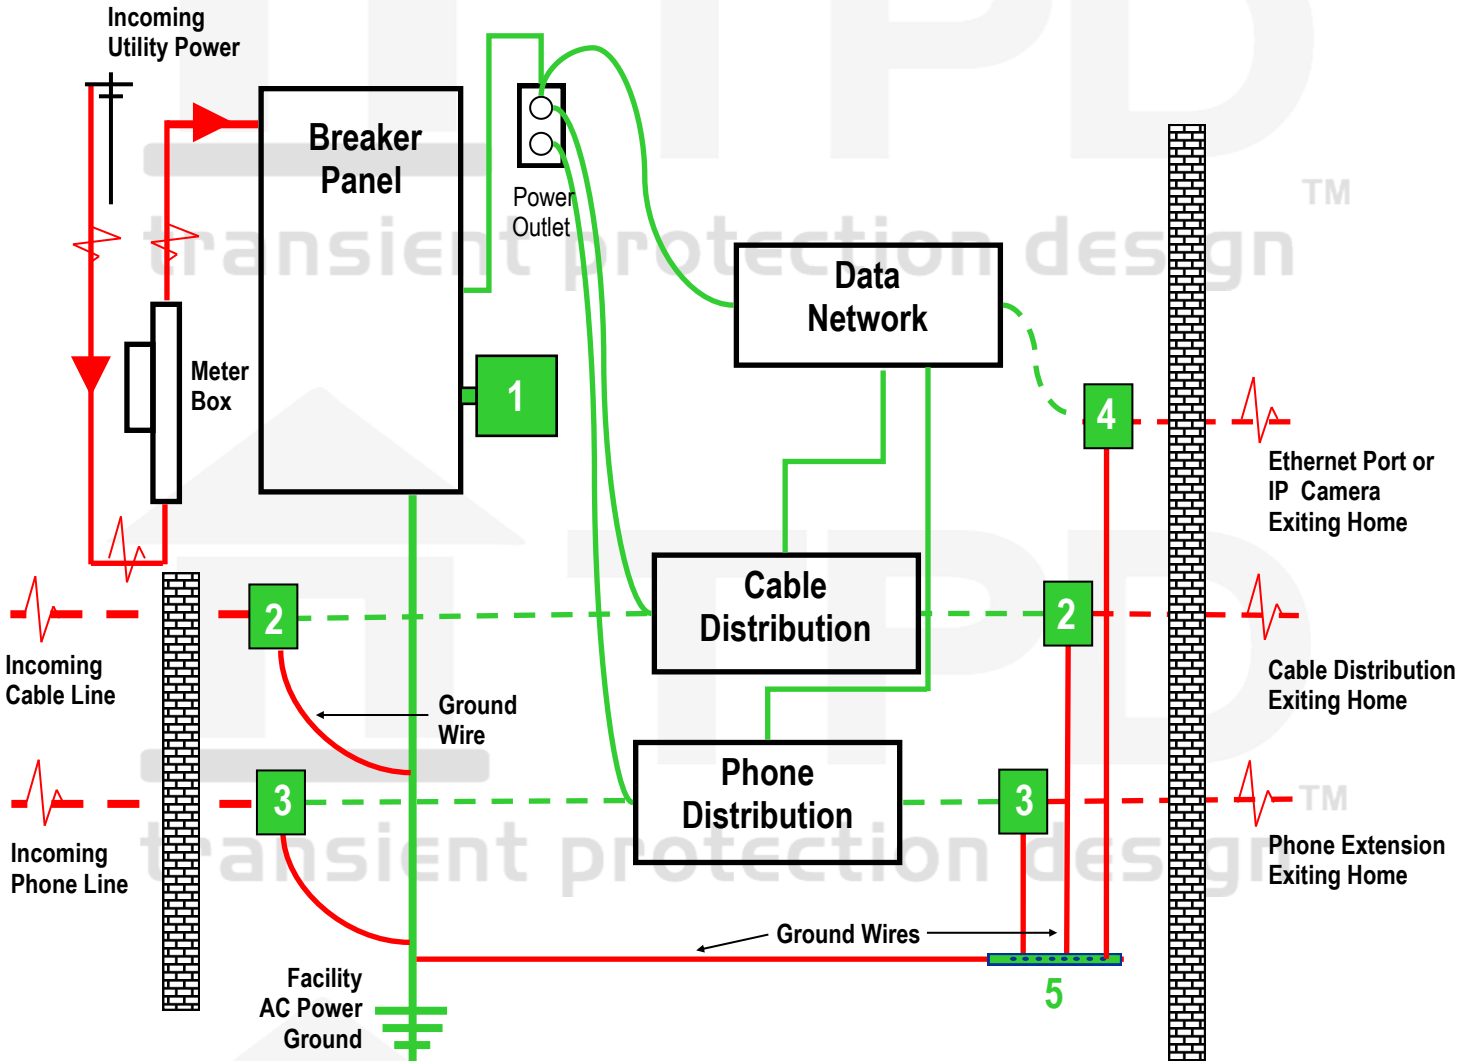 Incoming
Utility Power
Breaker
Panel
Power
Outlet
TM
transient protection design
Data
Network
Meter
Box
1
4
Ethernet Port or
IP Camera
Exiting Home
TPD
2
Cable
Distribution
2
Incoming
Cable Line
Ground
Wire
Cable Distribution
Exiting Home
3
Phone
Distribution
3
TM
transient protection design
Incoming
Phone Line
Phone Extension
Exiting Home
Ground Wires
5
Facility
AC Power
Ground
TPD